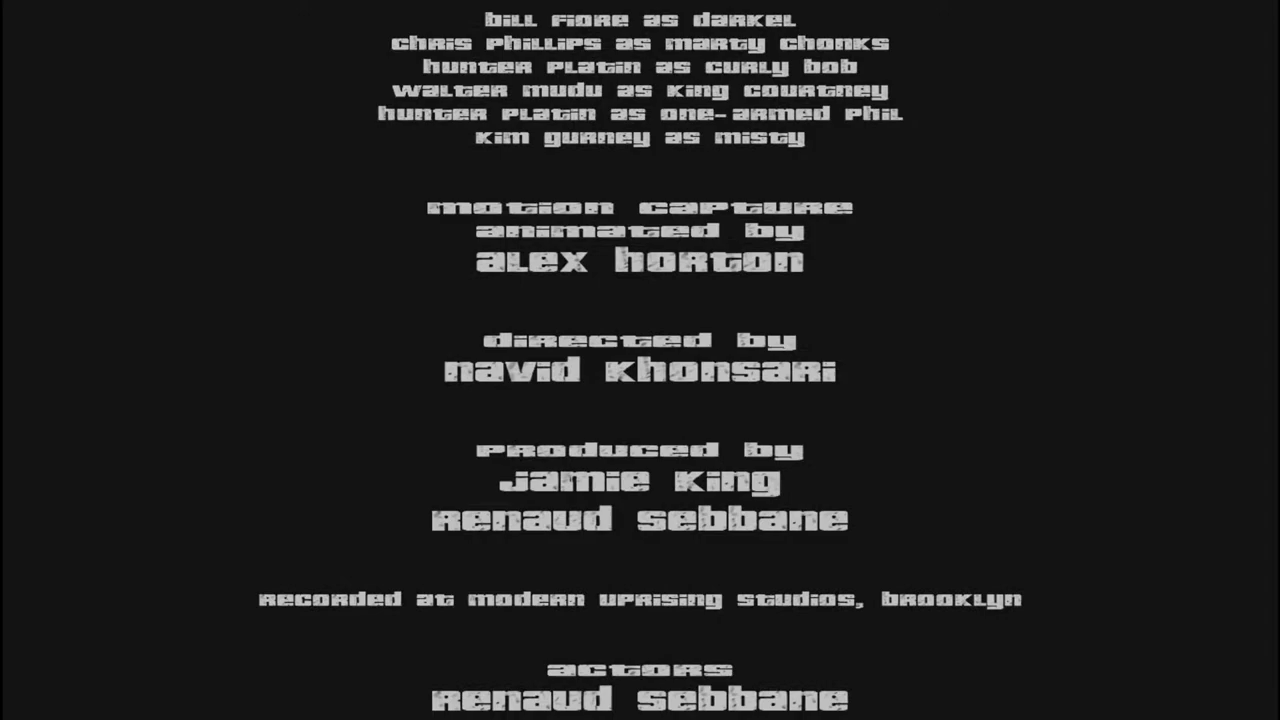 Bill Fiore as Darkel
Chris Phillips as Marty Chonks
Hunter Platin as Curly Bob
Walter Mudu as King Courtney
Hunter Platin as One-Armed Phil
Kim Gurney as Misty
Motion Capture
Animated by
Alex Horton
Directed by
Navid Khonsari
Produced by
Jamie King
Renaud Sebbane
Recorded at Modern Uprising Studios, Brooklyn
Actors
Renaud Sebbane